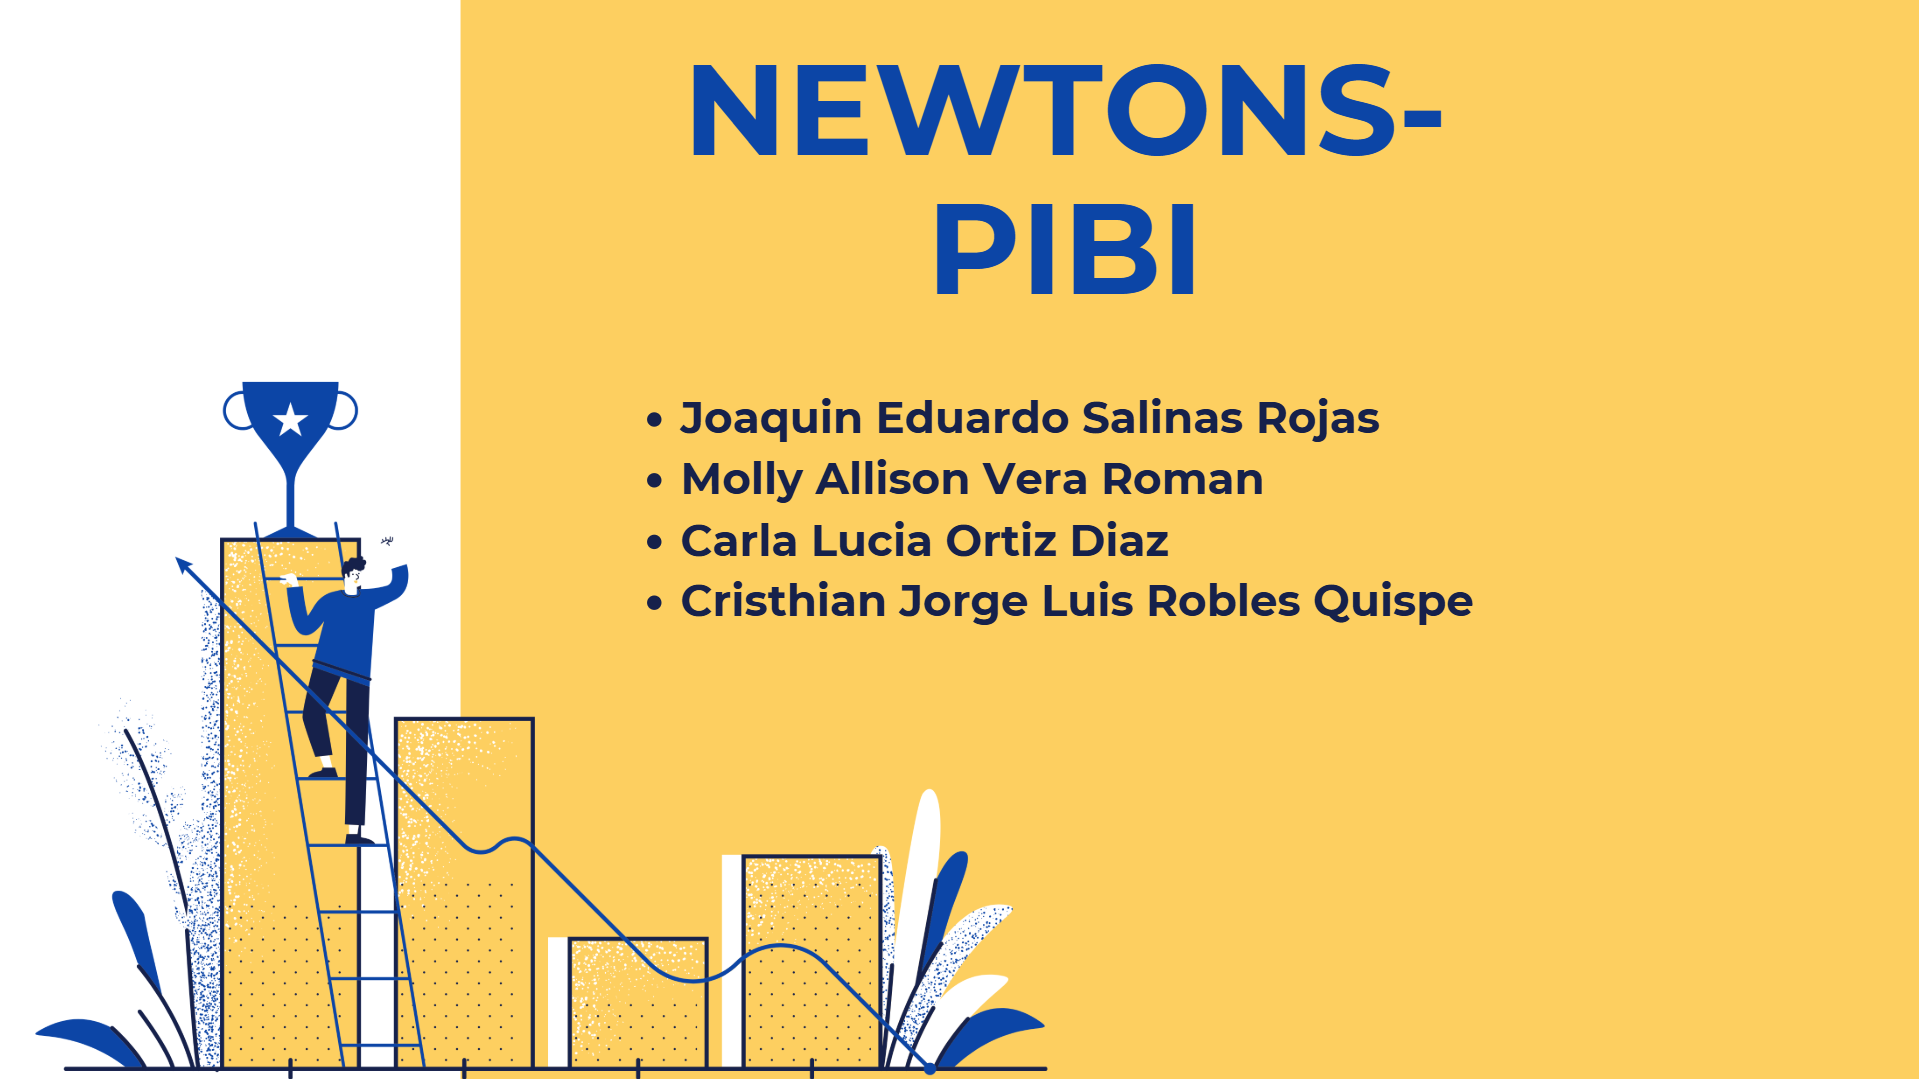 NEWTONS-
PIBI
• Joaquin Eduardo Salinas Rojas
• Molly Allison Vera Roman
• Carla Lucia Ortiz Diaz
• Cristhian Jorge Luis Robles Quispe